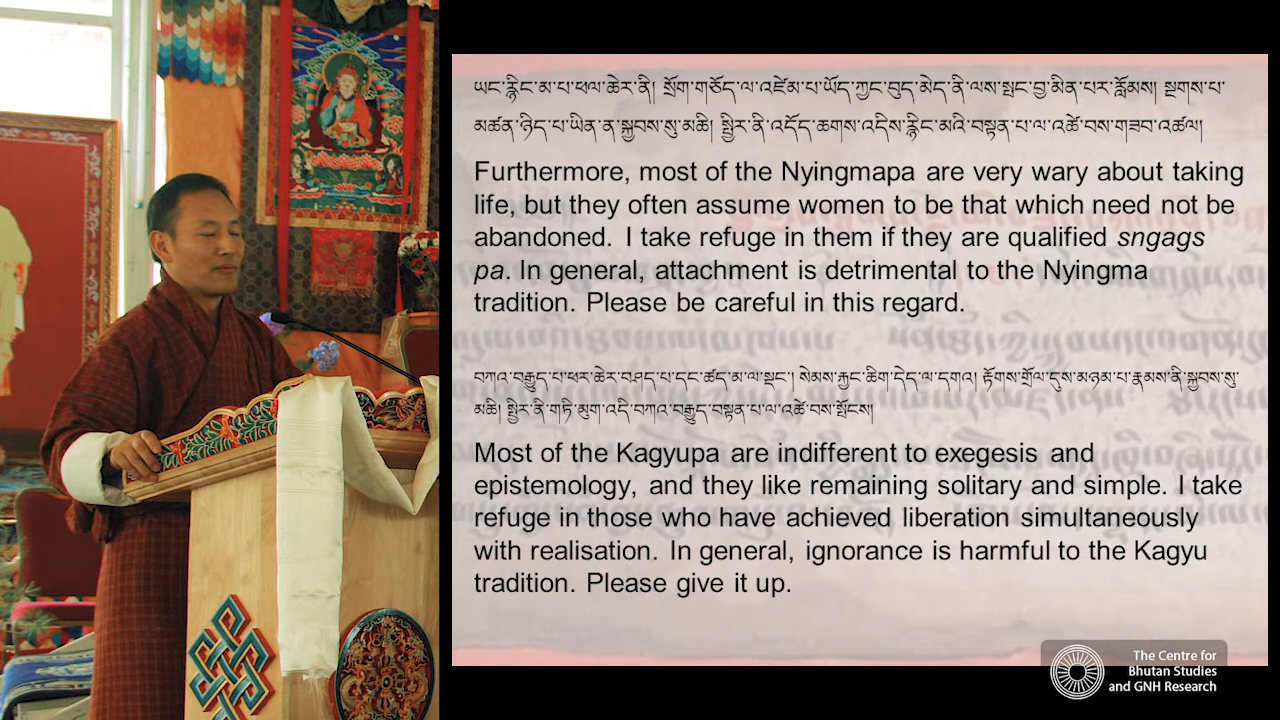 ཡང་རྙིང་མ་པ་ཕལ་ཆེར་ནི། སྲོག་གཅོད་ལ་འཛེམ་པ་ཡོད་ཀྱང་བུད་མེད་ནི་ལས་སྤང་བྱ་མིན་པར་རློམས། སྔགས་པ་
མཚན་ཉིད་པ་ཡིན་ན་སྐྱབས་སུ་མཆི། སྤྱིར་ནི་འདོད་ཆགས་འདིས་རྙིང་མའི་བསྟན་པ་ལ་འཚེ་བས་གཟབ་འཚལ།
Furthermore, most of the Nyingmapa are very wary about taking
life, but they often assume women to be that which need not be
abandoned. I take refuge in them if they are qualified sngags
pa. In general, attachment is detrimental to the Nyingma
tradition. Please be careful in this regard.
བཀའ་བརྒྱུད་པ་ཕར་ཆེར་བཤད་པ་དང་ཚད་མ་ལ་སྡང་། སེམས་རྐྱང་ཆིག་དེད་ལ་དགའ། རྟོགས་གྲོལ་དུས་མཉམ་པ་རྣམས་ནི་སྐྱབས་སུ་
མཆི། སྤྱིར་ནི་གཏི་མུག་འདི་བཀའ་བརྒྱུད་བསྟན་པ་ལ་འཚེ་བས་སྤོངས།
Most of the Kagyupa are indifferent to exegesis and
epistemology, and they like remaining solitary and simple. I take
refuge in those who have achieved liberation simultaneously
with realisation. In general, ignorance is harmful to the Kagyu
tradition. Please give it up.
The Centre for
Bhutan Studies
and GNH Research